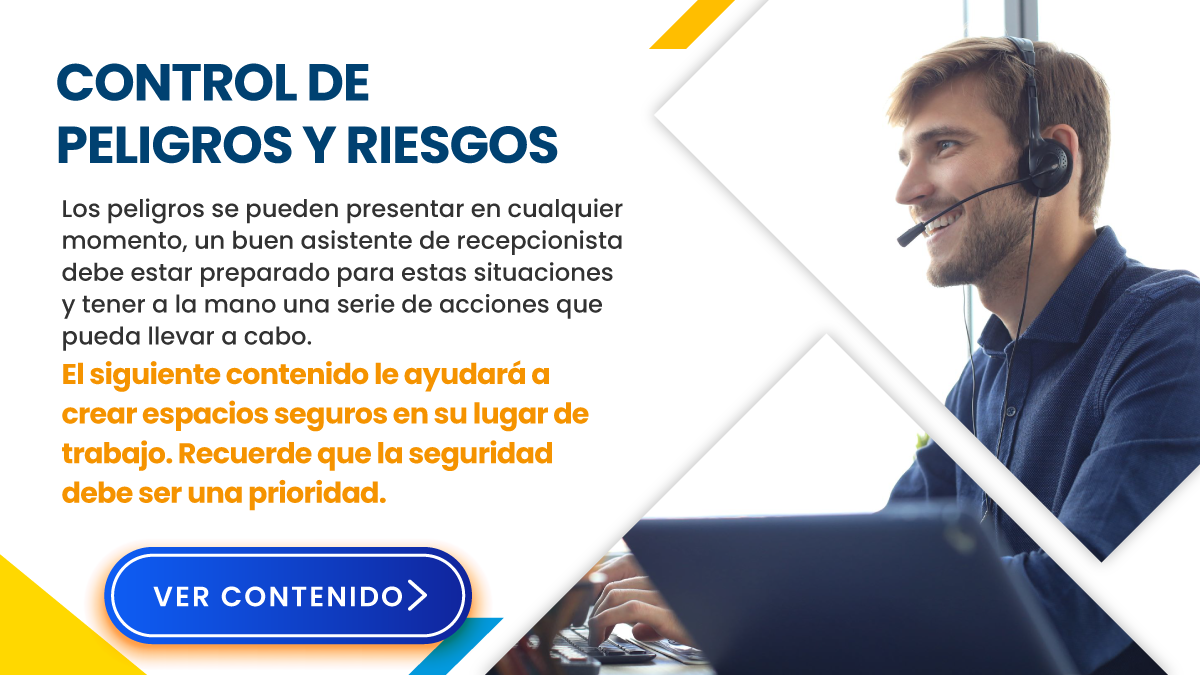 CONTROL DE
PELIGROS Y RIESGOS
Los peligros se pueden presentar en cualquier
momento, un buen asistente de recepcionista
debe estar preparado para estas situaciones
y tener a la mano una serie de acciones que
pueda llevar a cabo.
El siguiente contenido le ayudará a
crear espacios seguros en su lugar de
trabajo. Recuerde que la seguridad
debe ser una prioridad.
VER CONTENIDO